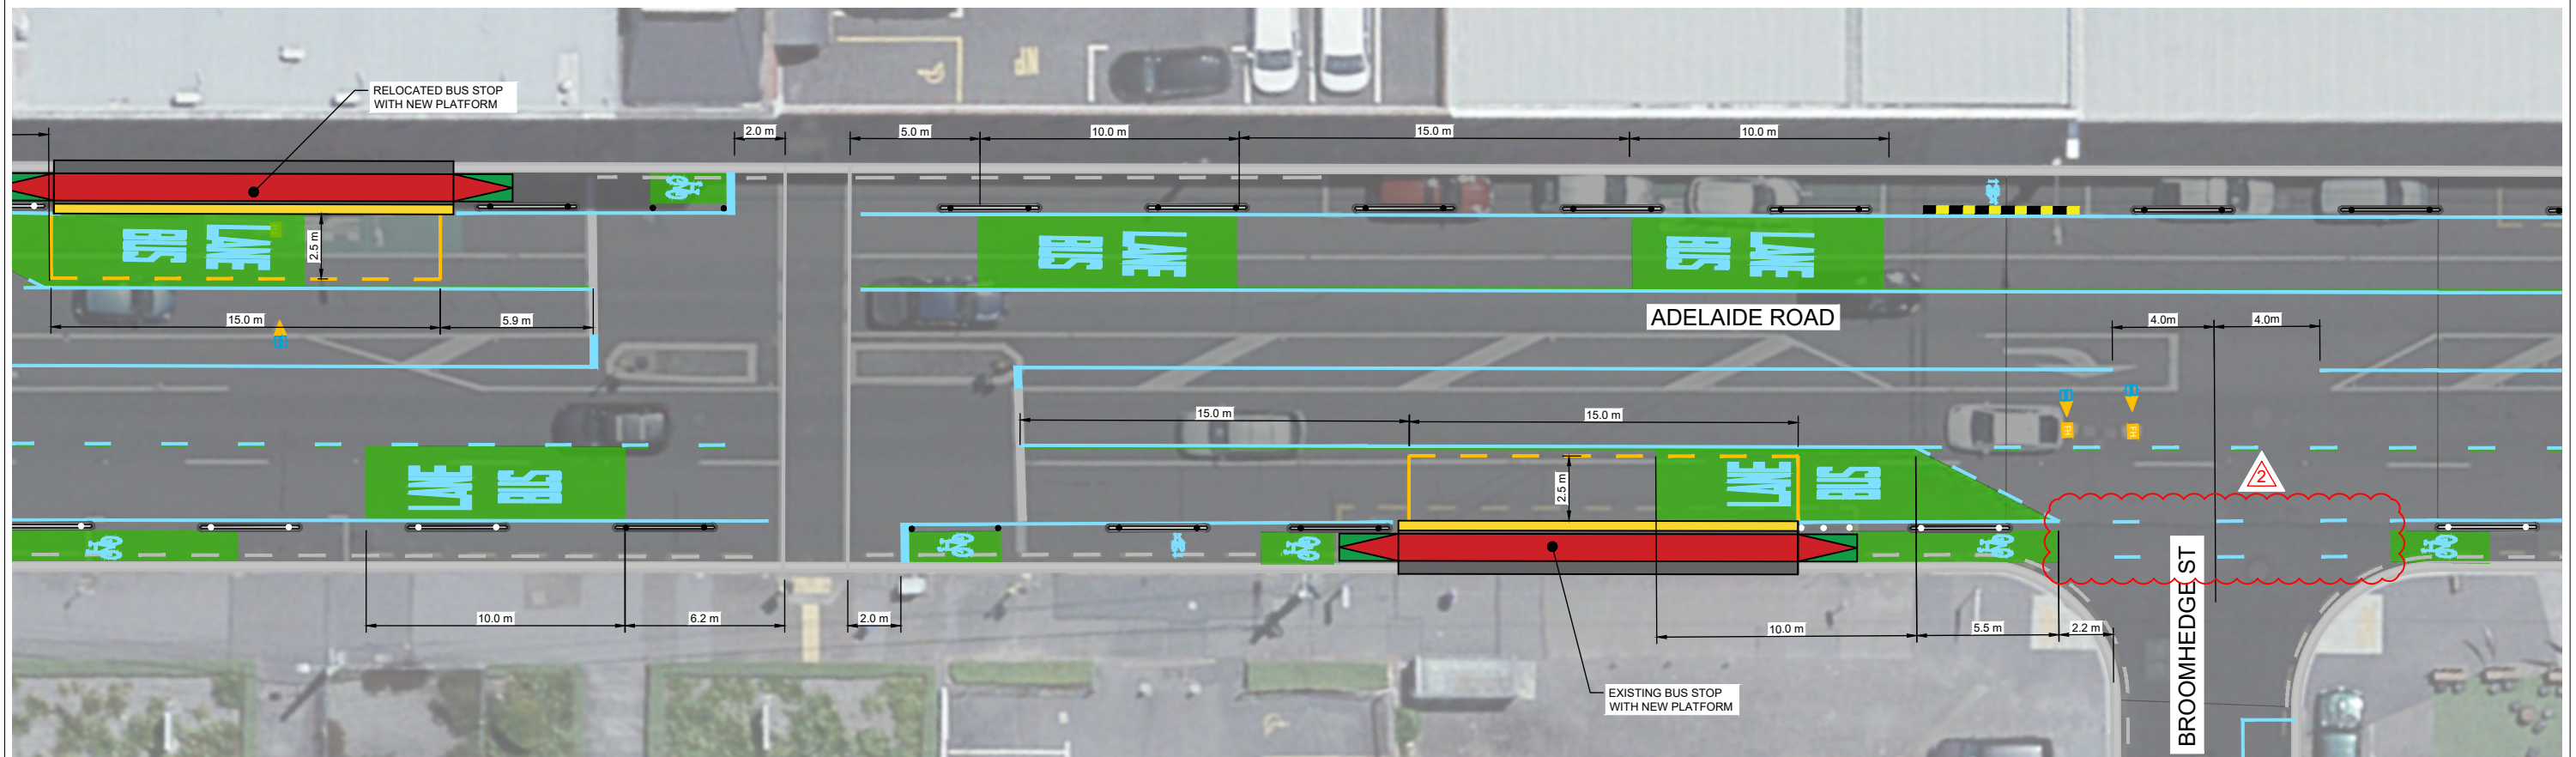 RELOCATED BUS STOP
WITH NEW PLATFORM
2.0 m
5.0 m
10.0 m
15.0 m
10.0 m
BUS
LANE
2.5 m
BUS
LANE
BUS
LANE
ADELAIDE ROAD
15.0 m
5.9 m
4.0m
4.0m
15.0 m
15.0 m
FH
FH
LANE
BUS
2.5 m
LANE
BUS
2
10.0 m
6.2 m
2.0 m
10.0 m
5.5 m
2.2 m
BROOMHEDGE ST
EXISTING BUS STOP
WITH NEW PLATFORM